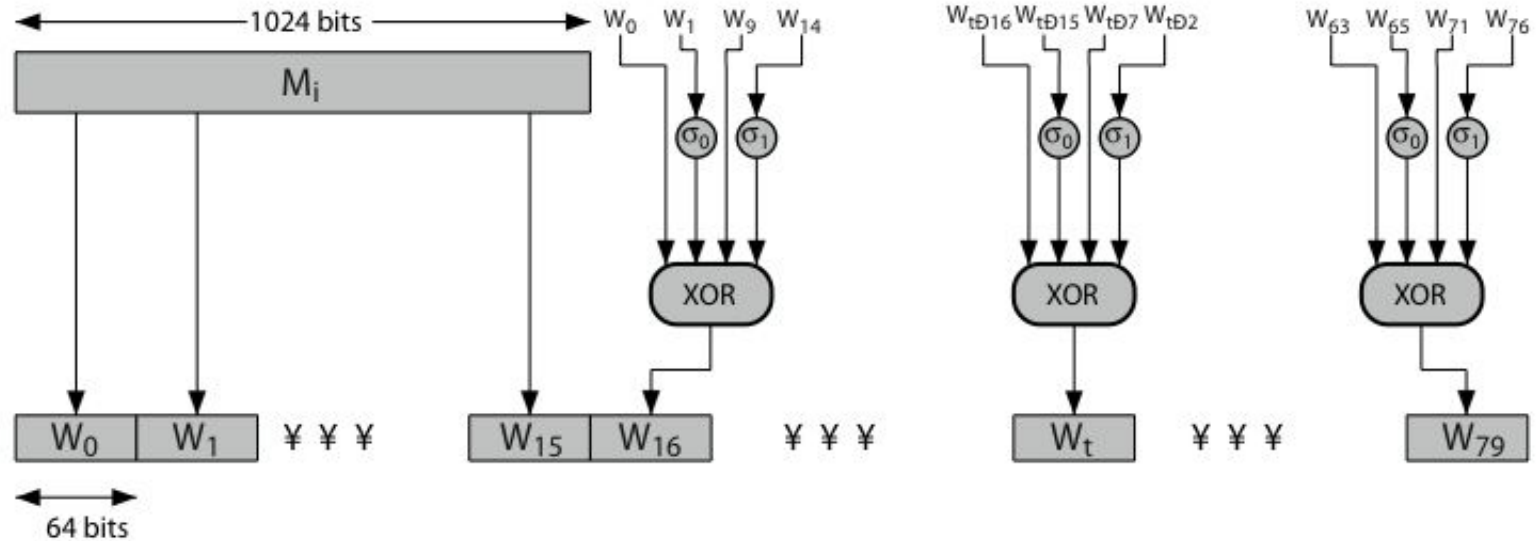 1024 bits W₀ W₁ W₉ W₁₄ WₜÐ₁₆ WₜÐ₁₅ WₜÐ₇ WₜÐ₂ W₆₃ W₆₅ W₇₁ W₇₆
Mᵢ
σ₀ σ₁ σ₀ σ₁ σ₀ σ₁
XOR XOR XOR
W₀ W₁ ¥ ¥ ¥ W₁₅ W₁₆ ¥ ¥ ¥ Wₜ ¥ ¥ ¥ W₇₉
64 bits